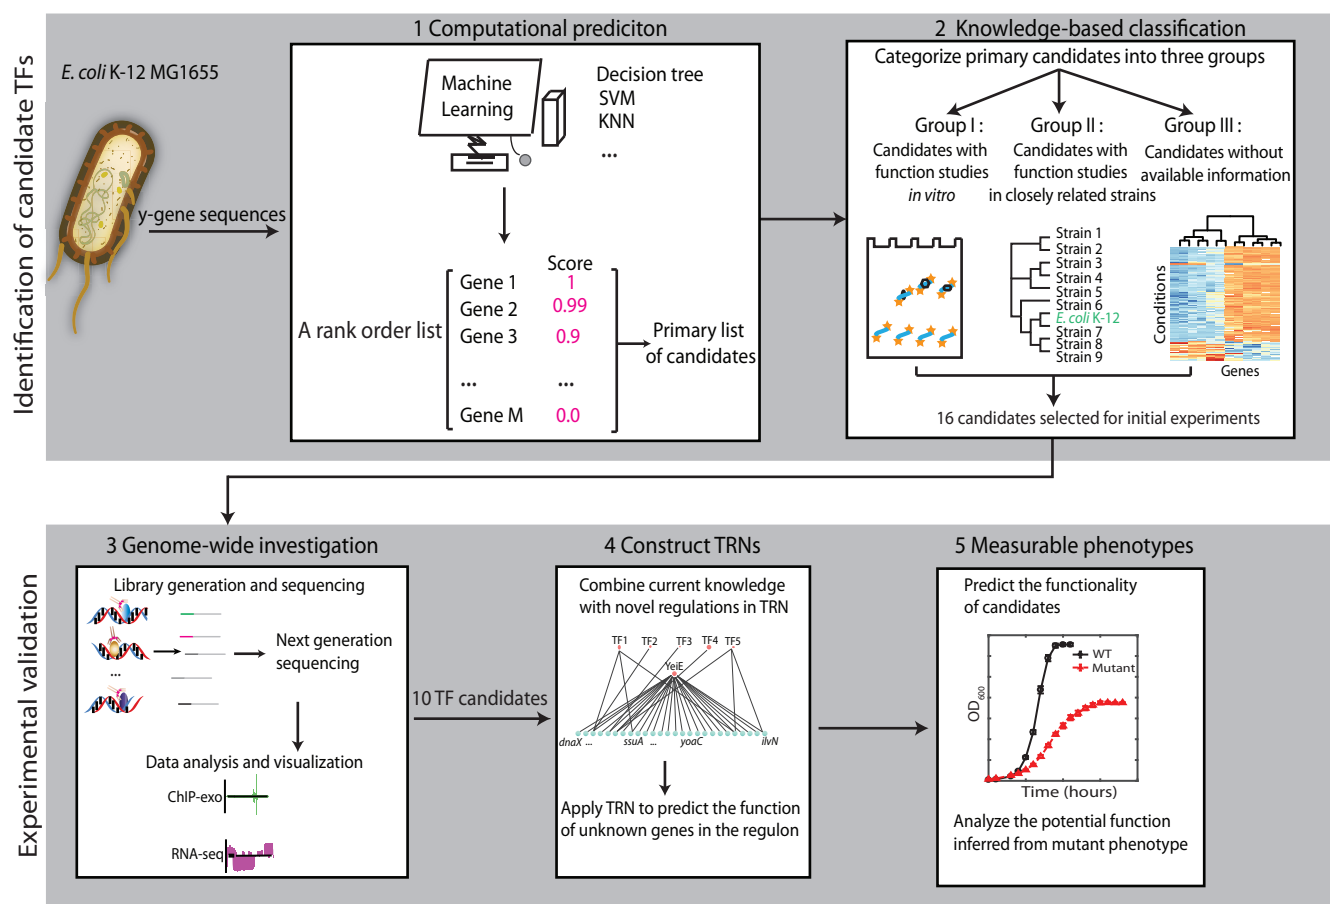 Identification of candidate TFs
E. coli K-12 MG1655
y-gene sequences
1 Computational prediciton
Machine
Learning
Decision tree
SVM
KNN
...
A rank order list
Score
Gene 1 1
Gene 2 0.99
Gene 3 0.9
... ...
Gene M 0.0
Primary list
of candidates
2 Knowledge-based classification
Categorize primary candidates into three groups
Group I :
Candidates with
function studies
in vitro
Group II :
Candidates with
function studies
in closely related strains
Group III :
Candidates without
available information
Strain 1
Strain 2
Strain 3
Strain 4
Strain 5
Strain 6
E. coli K-12
Strain 7
Strain 8
Strain 9
Conditions
Genes
16 candidates selected for initial experiments
Experimental validation
3 Genome-wide investigation
Library generation and sequencing
...
Next generation
sequencing
Data analysis and visualization
ChIP-exo
RNA-seq
10 TF candidates
4 Construct TRNs
Combine current knowledge
with novel regulations in TRN
TF1 TF2 TF3 TF4 TF5
YeiE
dnaX ... ssuA ... yoaC ilvN
Apply TRN to predict the function
of unknown genes in the regulon
5 Measurable phenotypes
Predict the functionality
of candidates
WT
Mutant
OD600
Time (hours)
Analyze the potential function
inferred from mutant phenotype